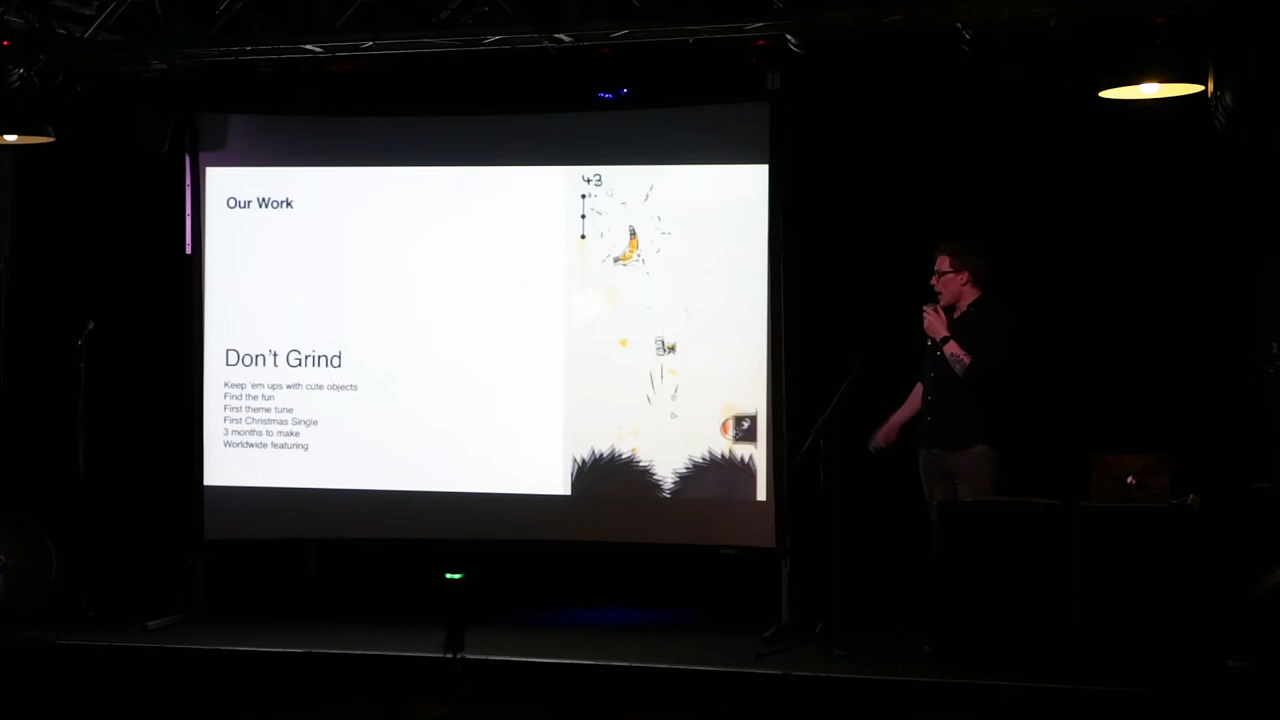 Our Work
43
Don't Grind
Keep 'em ups with cute objects
Find the fun
First theme tune
First Christmas Single
3 months to make
Worldwide featuring